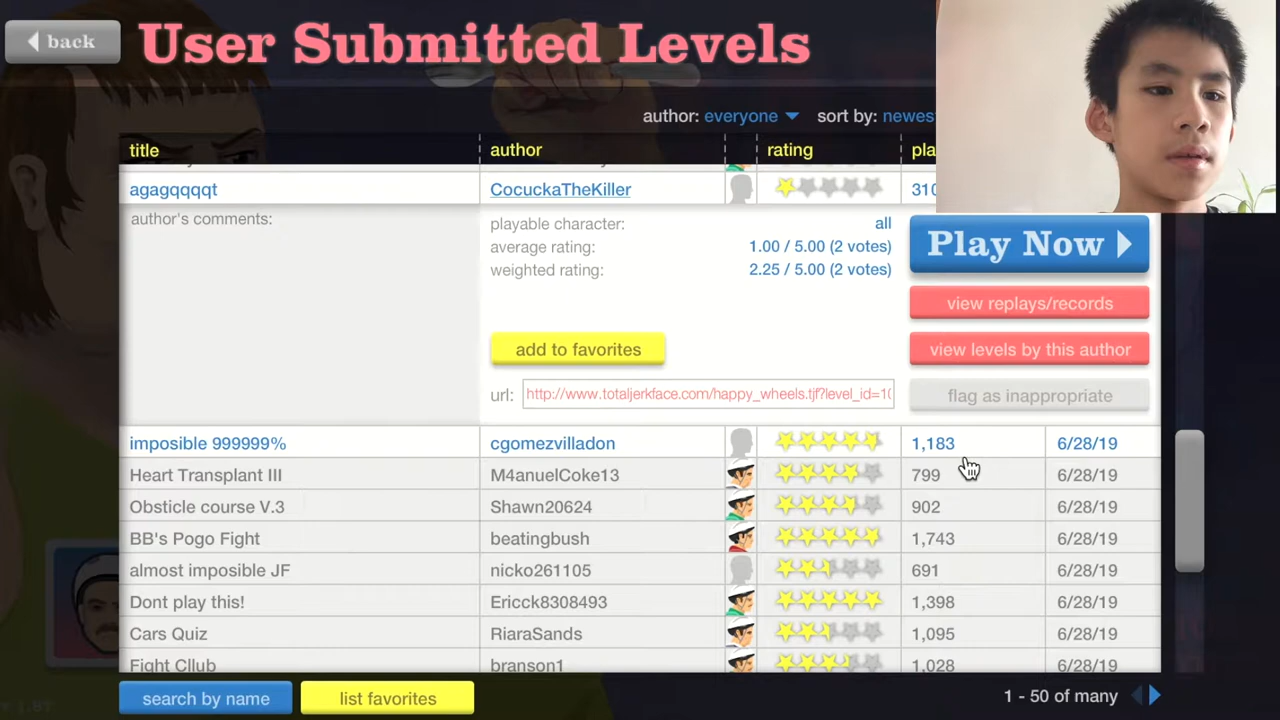 back
User Submitted Levels
author: everyone sort by: newes
title author rating pla
agagqqqqt CocuckaTheKiller 310
author's comments: playable character: all
Play Now
average rating: 1.00 / 5.00 (2 votes)
weighted rating: 2.25 / 5.00 (2 votes)
view replays/records
add to favorites view levels by this author
url: http://www.totaljerkface.com/happy_wheels.tjf?level_id=1( flag as inappropriate
imposible 999999% cgomezvilladon 1,183 6/28/19
Heart Transplant III M4anuelCoke13 799 6/28/19
Obsticle course V.3 Shawn20624 902 6/28/19
BB's Pogo Fight beatingbush 1,743 6/28/19
almost imposible JF nicko261105 691 6/28/19
Dont play this! Ericck8308493 1,398 6/28/19
Cars Quiz RiaraSands 1,095 6/28/19
Fight Cllub branson1 1,028 6/28/19
search by name list favorites 1 - 50 of many